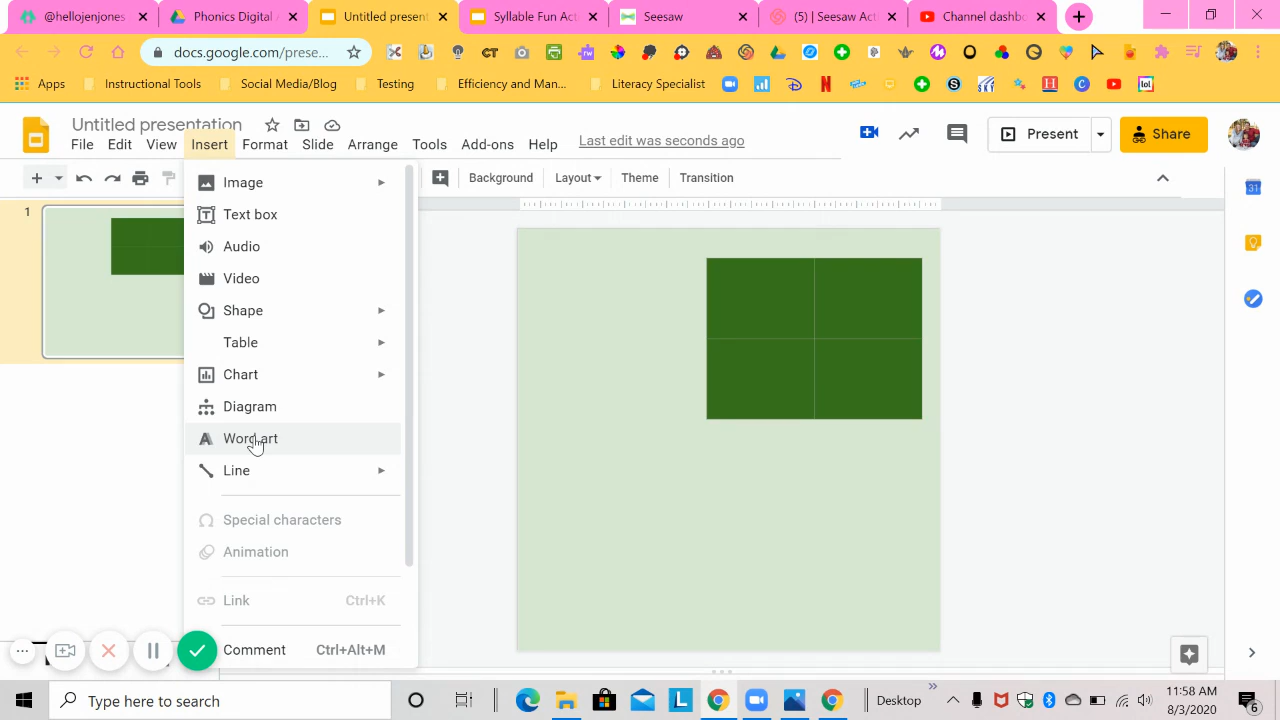 @hellojenjones
Phonics Digital A
Untitled present
Syllable Fun Act
Seesaw
(5) | Seesaw Act
Channel dashbo
docs.google.com/prese...
Apps
Instructional Tools
Social Media/Blog
Testing
Efficiency and Man...
Literacy Specialist
Untitled presentation
File Edit View Insert Format Slide Arrange Tools Add-ons Help
Last edit was seconds ago
Present
Share
Background
Layout
Theme
Transition
1
Image
Text box
Audio
Video
Shape
Table
Chart
Diagram
Word art
Line
Special characters
Animation
Link Ctrl+K
Comment Ctrl+Alt+M
31
Type here to search
Desktop
11:58 AM
8/3/2020
6